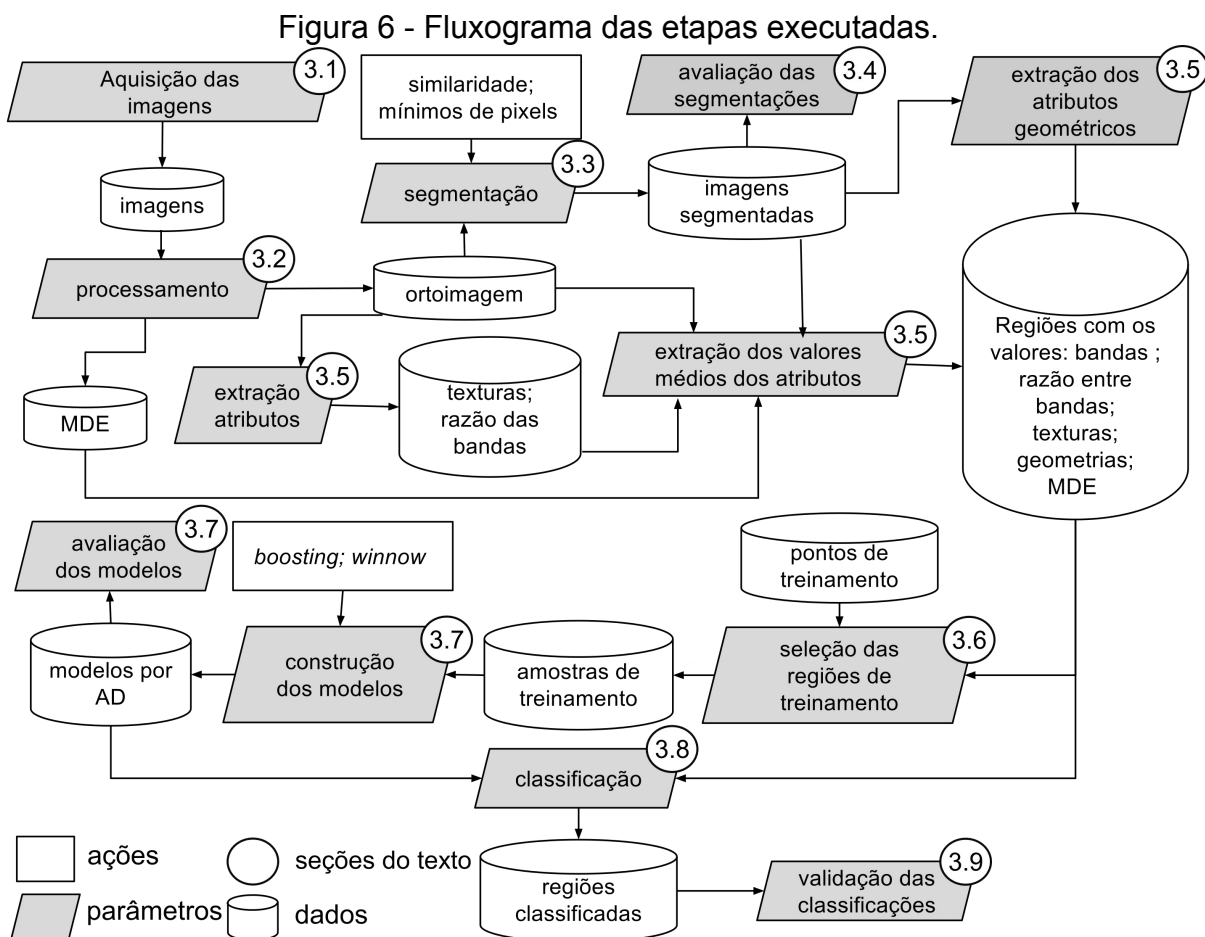 Figura 6 - Fluxograma das etapas executadas.
Aquisição das
imagens
3.1
similaridade;
mínimos de pixels
avaliação das
segmentações
3.4
extração dos
atributos
geométricos
3.5
imagens
segmentação
3.3
imagens
segmentadas
processamento
3.2
ortoimagem
extração dos valores
médios dos atributos
3.5
Regiões com os
valores: bandas ;
razão entre
bandas;
texturas;
geometrias;
MDE
MDE
extração
atributos
3.5
texturas;
razão das
bandas
avaliação
dos modelos
3.7
boosting; winnow
pontos de
treinamento
modelos por
AD
construção
dos modelos
3.7
amostras de
treinamento
seleção das
regiões de
treinamento
3.6
classificação
3.8
regiões
classificadas
validação das
classificações
3.9
ações
seções do texto
parâmetros
dados